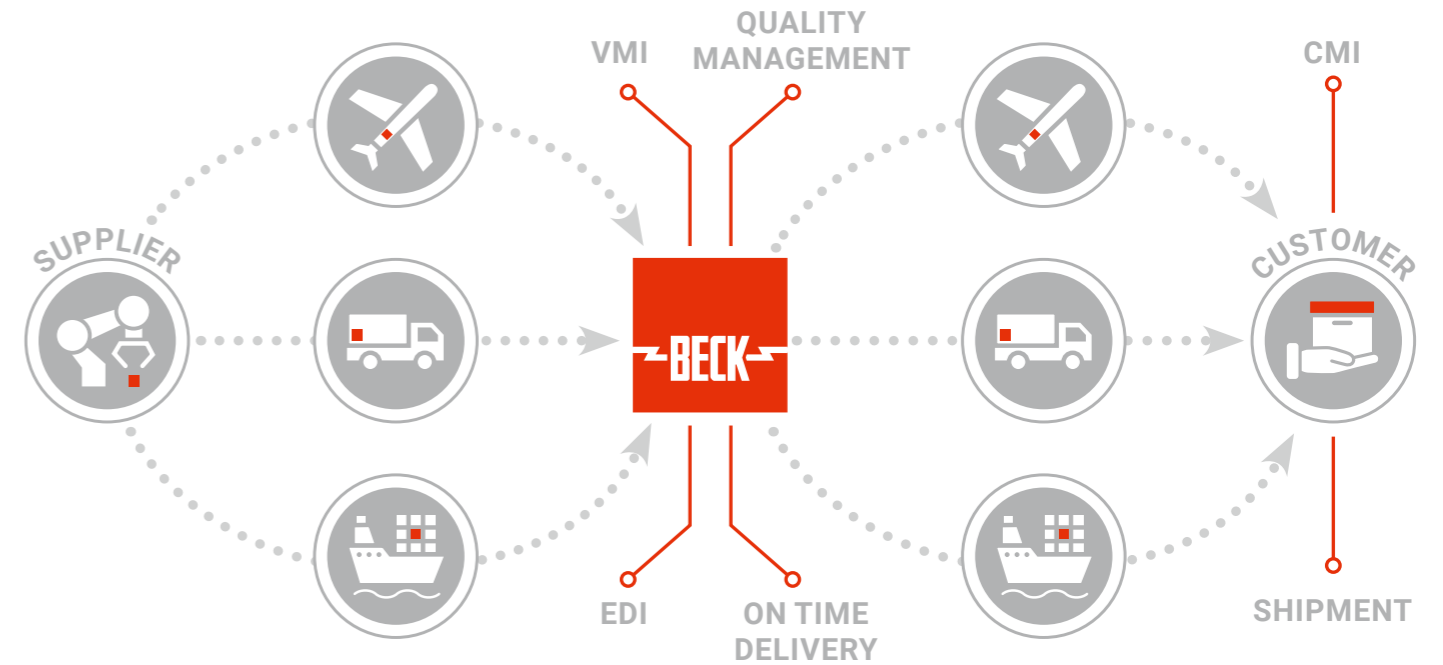 VMI
QUALITY
MANAGEMENT
CMI
SUPPLIER
CUSTOMER
BECK
EDI
ON TIME
DELIVERY
SHIPMENT